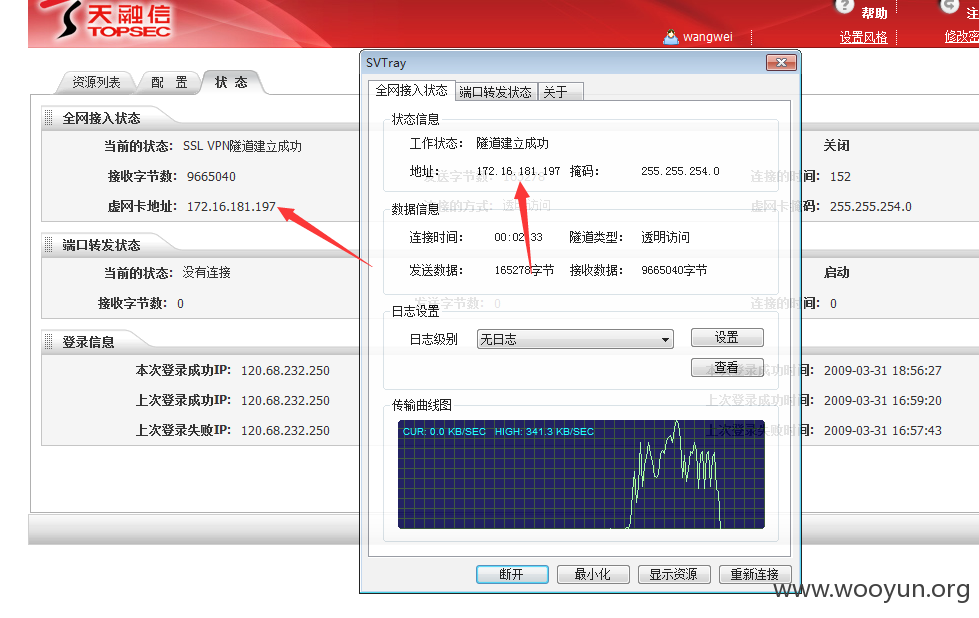 天融信
TOPSEC
帮助
注
wangwei
设置风格
修改密
资源列表
配 置
状 态
全网接入状态
当前的状态: SSL VPN隧道建立成功
接收字节数: 9665040
虚网卡地址: 172.16.181.197
端口转发状态
当前的状态: 没有连接
接收字节数: 0
登录信息
本次登录成功IP: 120.68.232.250
上次登录成功IP: 120.68.232.250
上次登录失败IP: 120.68.232.250
SVTray
全网接入状态
端口转发状态
关于
状态信息
工作状态: 隧道建立成功
地址: 172.16.181.197 掩码: 255.255.254.0
数据信息
连接时间: 00:02:33 隧道类型: 透明访问
发送数据: 165278字节 接收数据: 9665040字节
日志设置
日志级别 无日志 设置
查看
传输曲线图
CUR: 0.0 KB/SEC HIGH: 341.3 KB/SEC
断开
最小化
显示资源
重新连接
关闭
连接的时间: 152
虚网卡掩码: 255.255.254.0
启动
连接的时间: 0
本次登录成功时间: 2009-03-31 18:56:27
上次登录成功时间: 2009-03-31 16:59:20
上次登录失败时间: 2009-03-31 16:57:43
发送字节数: 0
www.wooyun.org